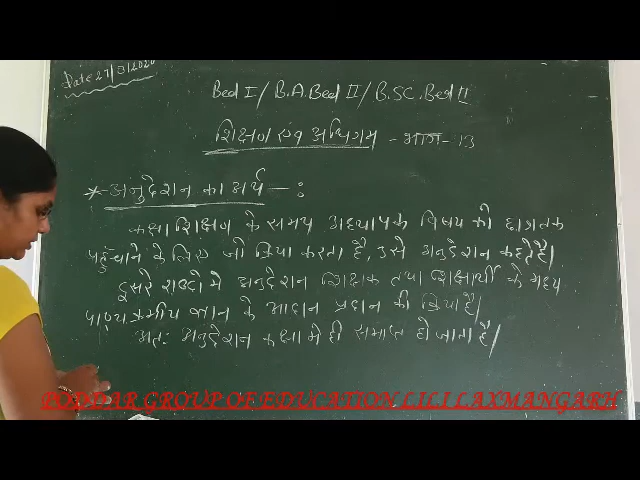 Date 27/8/2020
Bed I / B.A.Bed II / B.SC.Bed II
शिक्षण एवं अधिगम - भाग - 13
* अनुदेशन का अर्थ - :
कक्षा शिक्षण के समय अध्यापक विषय को छात्र तक
पहुंचाने के लिए जो क्रिया करता है, उसे अनुदेशन कहते है।
दूसरे शब्दो मे अनुदेशन शिक्षक तथा शिक्षार्थी के मध्य
पाठ्यक्रमीय ज्ञान के आदान प्रदान की क्रिया है।
अतः अनुदेशन कक्षा मे ही समाप्त हो जाता है।
PODDAR GROUP OF EDUCATION LILI LAXMANGARH